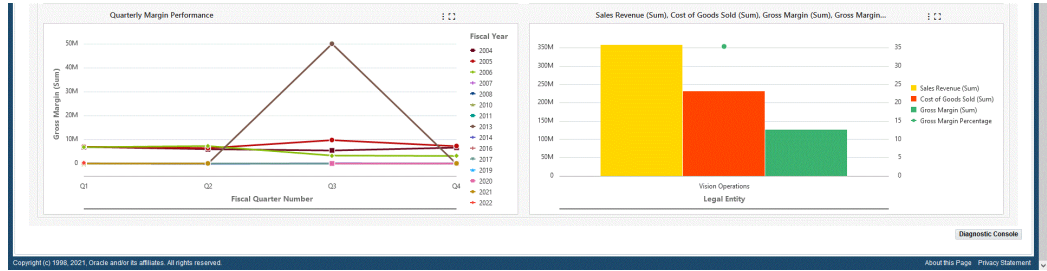 Quarterly Margin Performance
50M
40M
30M
20M
10M
0
Gross Margin (Sum)
Q1
Q2
Q3
Q4
Fiscal Quarter Number
Fiscal Year
2004
2005
2006
2007
2008
2010
2011
2013
2014
2016
2017
2019
2020
2021
2022
Sales Revenue (Sum), Cost of Goods Sold (Sum), Gross Margin (Sum), Gross Margin...
350M
300M
250M
200M
150M
100M
50M
0
35
30
25
20
15
10
5
0
Vision Operations
Legal Entity
Sales Revenue (Sum)
Cost of Goods Sold (Sum)
Gross Margin (Sum)
Gross Margin Percentage
Diagnostic Console
Copyright (c) 1998, 2021, Oracle and/or its affiliates. All rights reserved.
About this Page Privacy Statement